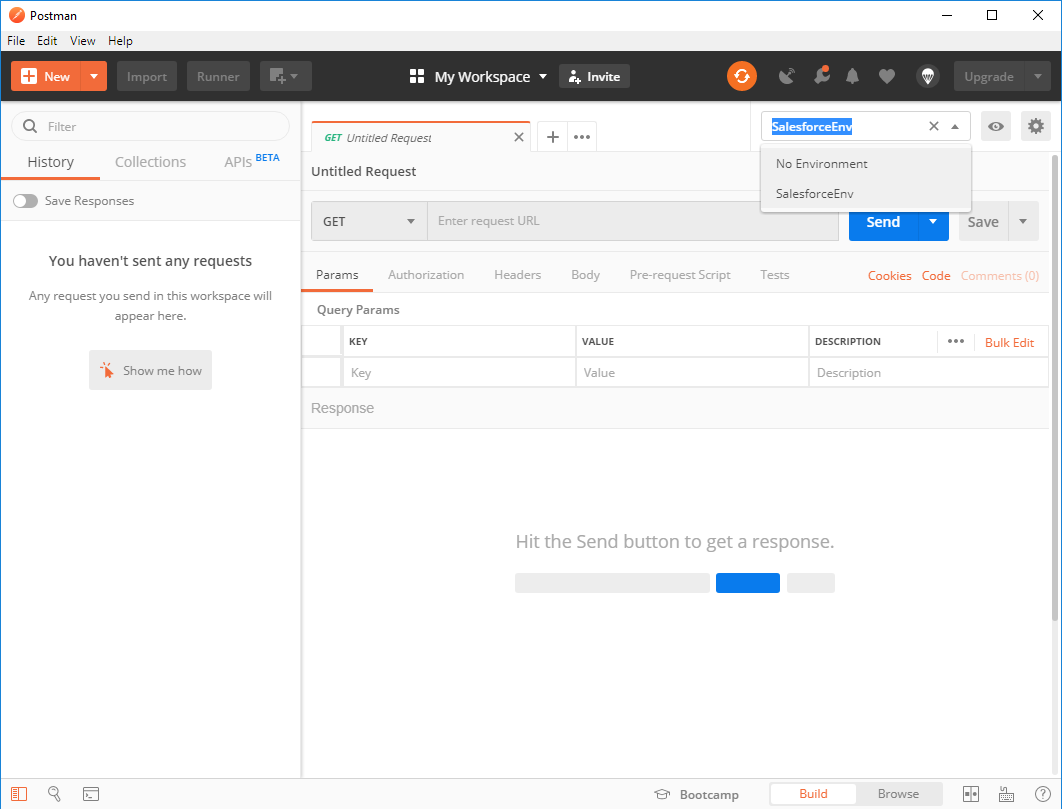 Postman
File Edit View Help
New Import Runner My Workspace Invite Upgrade
Filter
History Collections APIs BETA
Save Responses
You haven't sent any requests
Any request you send in this workspace will
appear here.
Show me how
GET Untitled Request
SalesforceEnv
No Environment
SalesforceEnv
Untitled Request
GET Enter request URL Send Save
Params Authorization Headers Body Pre-request Script Tests Cookies Code Comments (0)
Query Params
KEY VALUE DESCRIPTION Bulk Edit
Key Value Description
Response
Hit the Send button to get a response.
Bootcamp Build Browse